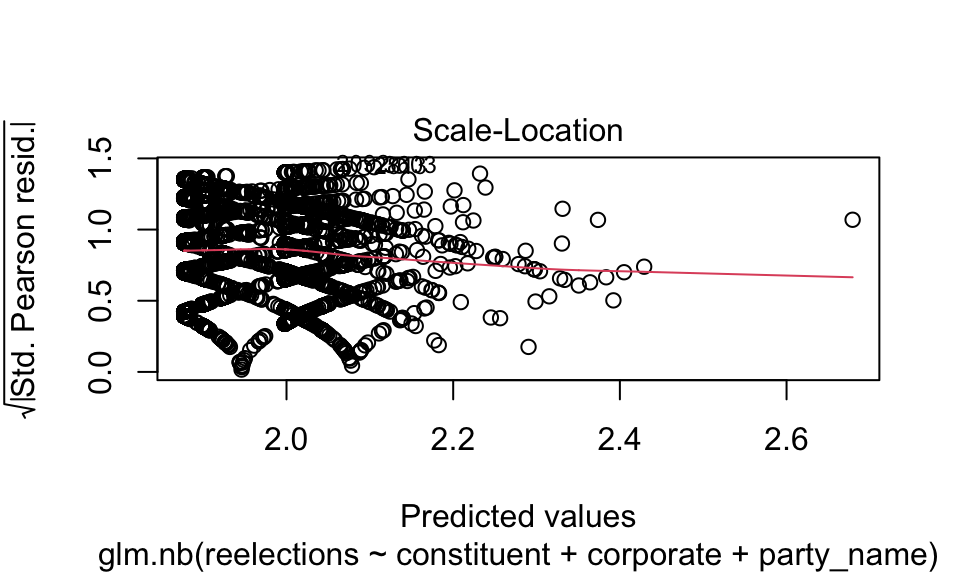 Scale-Location
√|Std. Pearson resid.|
1.5
1.0
0.5
0.0
2.0 2.2 2.4 2.6
Predicted values
glm.nb(reelections ~ constituent + corporate + party_name)